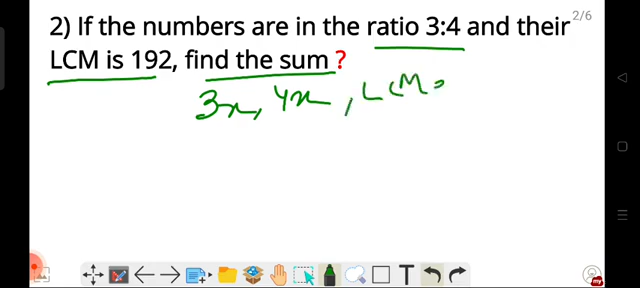 2) If the numbers are in the ratio 3:4 and their
2/6
LCM is 192, find the sum ?
3x, 4x, LCM=
T
my